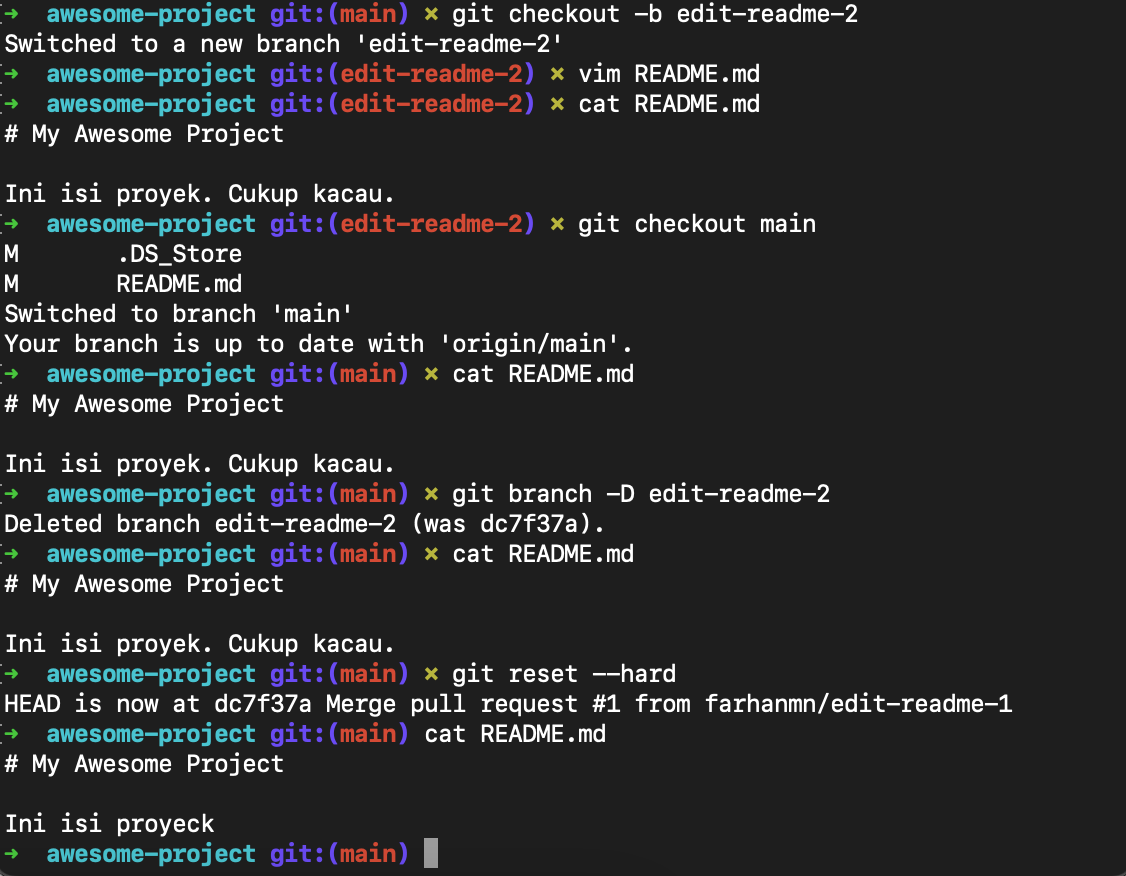 ➜  awesome-project git:(main) ✗ git checkout -b edit-readme-2
Switched to a new branch 'edit-readme-2'
➜  awesome-project git:(edit-readme-2) ✗ vim README.md
➜  awesome-project git:(edit-readme-2) ✗ cat README.md
# My Awesome Project

Ini isi proyek. Cukup kacau.
➜  awesome-project git:(edit-readme-2) ✗ git checkout main
M       .DS_Store
M       README.md
Switched to branch 'main'
Your branch is up to date with 'origin/main'.
➜  awesome-project git:(main) ✗ cat README.md
# My Awesome Project

Ini isi proyek. Cukup kacau.
➜  awesome-project git:(main) ✗ git branch -D edit-readme-2
Deleted branch edit-readme-2 (was dc7f37a).
➜  awesome-project git:(main) ✗ cat README.md
# My Awesome Project

Ini isi proyek. Cukup kacau.
➜  awesome-project git:(main) ✗ git reset --hard
HEAD is now at dc7f37a Merge pull request #1 from farhanmn/edit-readme-1
➜  awesome-project git:(main) cat README.md
# My Awesome Project

Ini isi proyeck
➜  awesome-project git:(main)